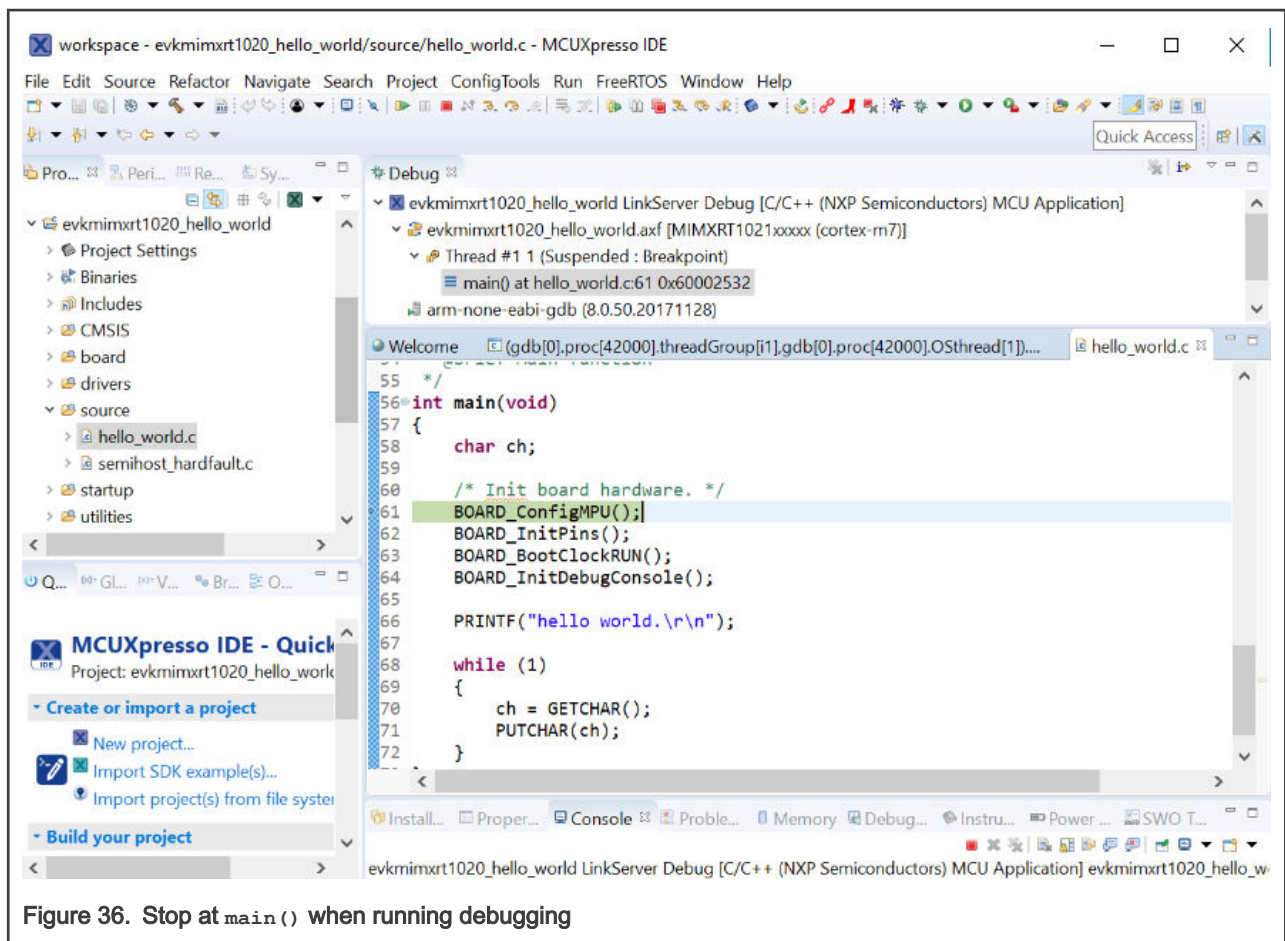 workspace - evkmimxrt1020_hello_world/source/hello_world.c - MCUXpresso IDE
File Edit Source Refactor Navigate Search Project ConfigTools Run FreeRTOS Window Help
Quick Access
Pro... Peri... Re... Sy...
evkmimxrt1020_hello_world
Project Settings
Binaries
Includes
CMSIS
board
drivers
source
hello_world.c
semihost_hardfault.c
startup
utilities
Debug
evkmimxrt1020_hello_world LinkServer Debug [C/C++ (NXP Semiconductors) MCU Application]
evkmimxrt1020_hello_world.axf [MIMXRT1021xxxxx (cortex-m7)]
Thread #1 1 (Suspended : Breakpoint)
main() at hello_world.c:61 0x60002532
arm-none-eabi-gdb (8.0.50.20171128)
Welcome (gdb[0].proc[42000].threadGroup[i1],gdb[0].proc[42000].OSthread[1]).... hello_world.c
55 */
56 int main(void)
57 {
58 char ch;
59
60 /* Init board hardware. */
61 BOARD_ConfigMPU();
62 BOARD_InitPins();
63 BOARD_BootClockRUN();
64 BOARD_InitDebugConsole();
65
66 PRINTF("hello world.\r\n");
67
68 while (1)
69 {
70 ch = GETCHAR();
71 PUTCHAR(ch);
72 }
Q... GI... V... Br... O...
IDE
MCUXpresso IDE - Quick
Project: evkmimxrt1020_hello_worl
Create or import a project
New project...
Import SDK example(s)...
Import project(s) from file syster
Build your project
Install... Proper... Console Proble... Memory Debug... Instru... Power ... SWO T...
evkmimxrt1020_hello_world LinkServer Debug [C/C++ (NXP Semiconductors) MCU Application] evkmimxrt1020_hello_w
Figure 36. Stop at main() when running debugging